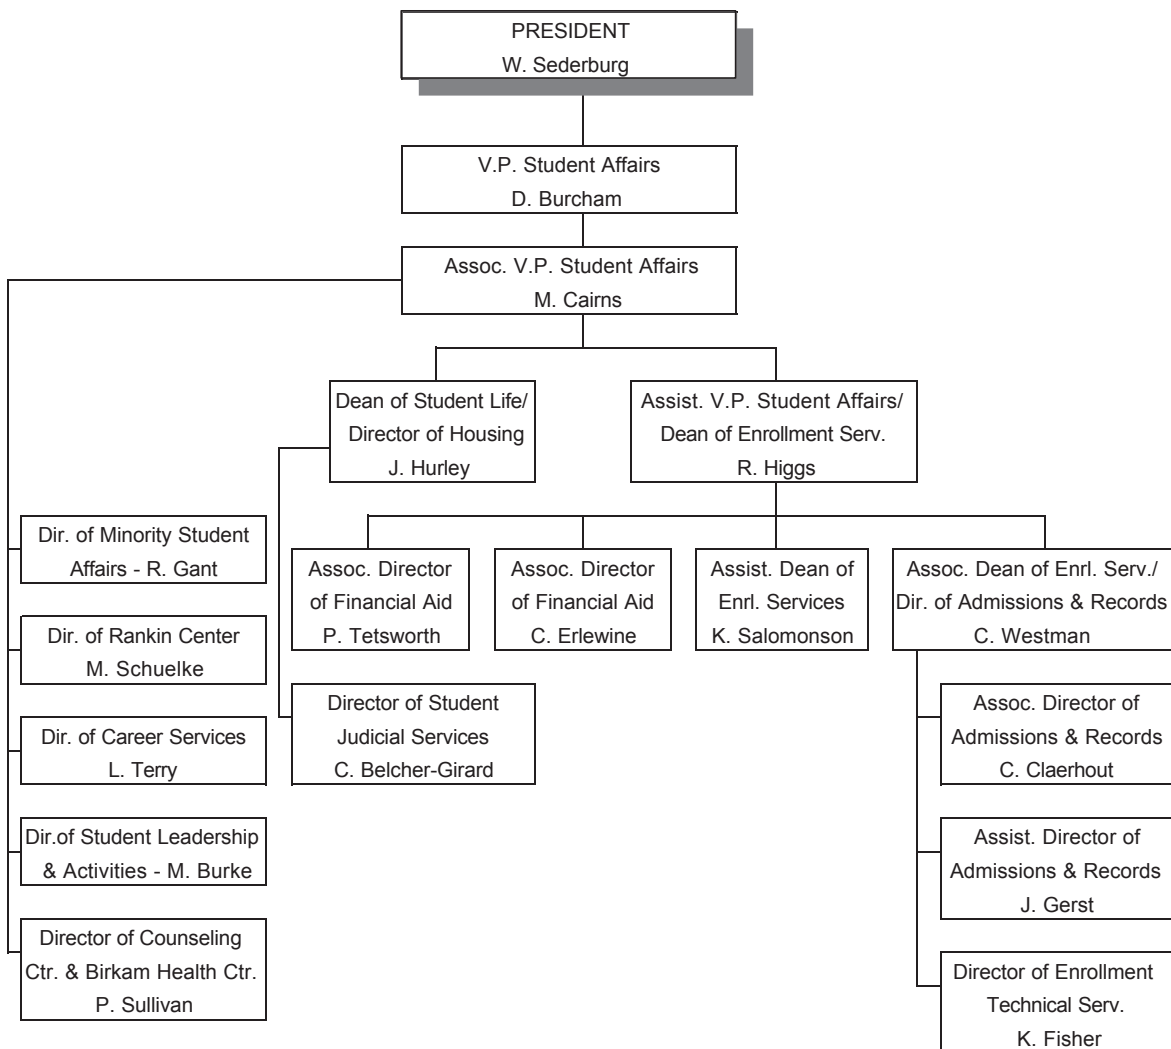 PRESIDENT
W. Sederburg
V.P. Student Affairs
D. Burcham
Assoc. V.P. Student Affairs
M. Cairns
Dean of Student Life/
Director of Housing
J. Hurley
Assist. V.P. Student Affairs/
Dean of Enrollment Serv.
R. Higgs
Dir. of Minority Student
Affairs - R. Gant
Dir. of Rankin Center
M. Schuelke
Dir. of Career Services
L. Terry
Dir.of Student Leadership
& Activities - M. Burke
Director of Counseling
Ctr. & Birkam Health Ctr.
P. Sullivan
Assoc. Director
of Financial Aid
P. Tetsworth
Assoc. Director
of Financial Aid
C. Erlewine
Assist. Dean of
Enrl. Services
K. Salomonson
Assoc. Dean of Enrl. Serv./
Dir. of Admissions & Records
C. Westman
Director of Student
Judicial Services
C. Belcher-Girard
Assoc. Director of
Admissions & Records
C. Claerhout
Assist. Director of
Admissions & Records
J. Gerst
Director of Enrollment
Technical Serv.
K. Fisher